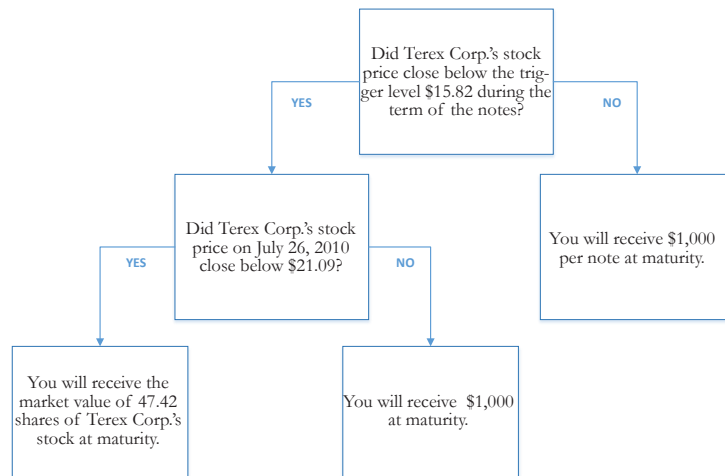 Did Terex Corp.'s stock
price close below the trig-
ger level $15.82 during the
term of the notes?
YES
NO
Did Terex Corp.'s stock
price on July 26, 2010
close below $21.09?
You will receive $1,000
per note at maturity.
YES
NO
You will receive the
market value of 47.42
shares of Terex Corp.'s
stock at maturity.
You will receive $1,000
at maturity.